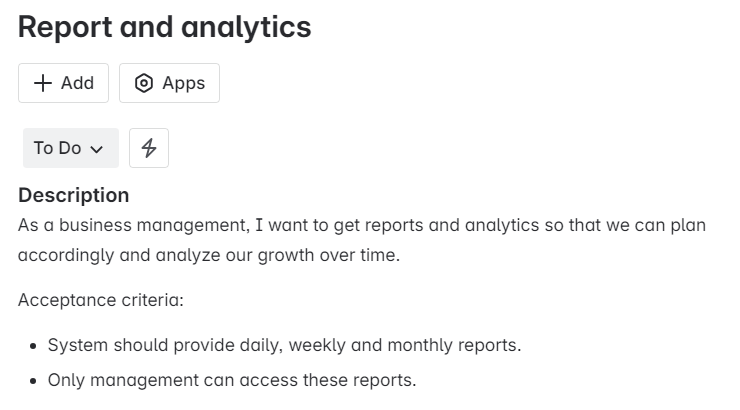 Report and analytics
Add
Apps
To Do
Description
As a business management, I want to get reports and analytics so that we can plan
accordingly and analyze our growth over time.
Acceptance criteria:
System should provide daily, weekly and monthly reports.
Only management can access these reports.